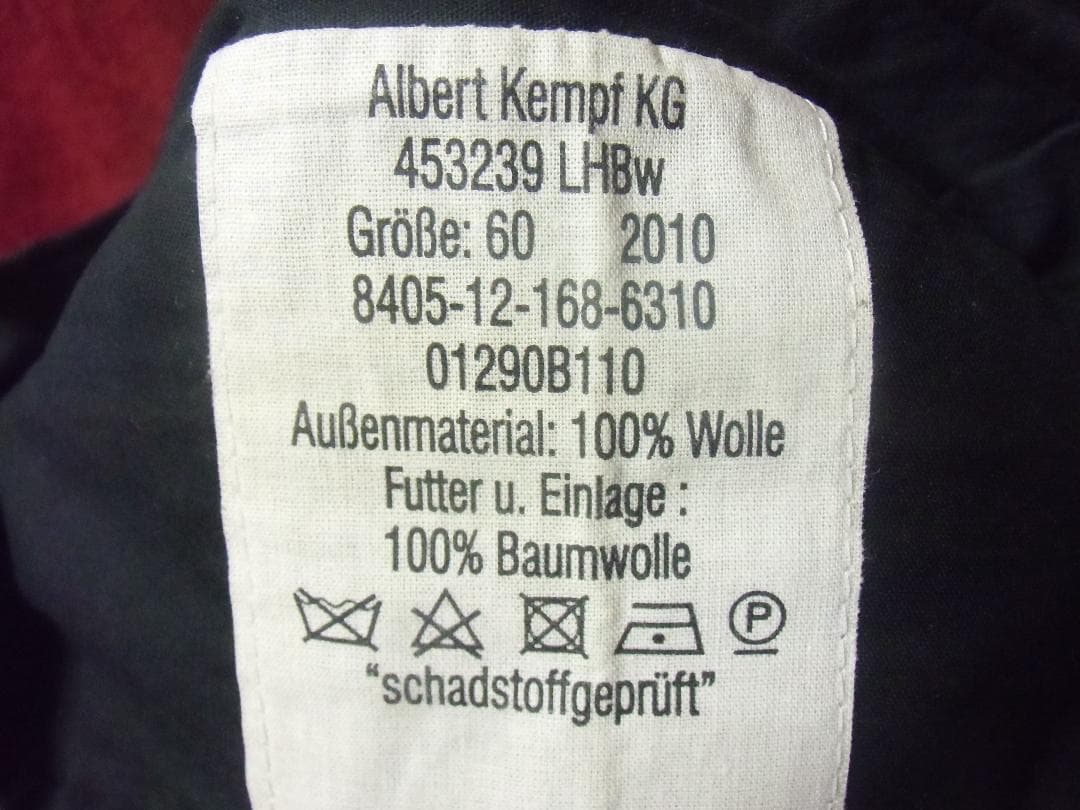 Albert Kempf KG
453239 LHBw
Größe: 60 2010
8405-12-168-6310
01290B110
Außenmaterial: 100% Wolle
Futter u. Einlage :
100% Baumwolle
P
“schadstoffgeprüft”